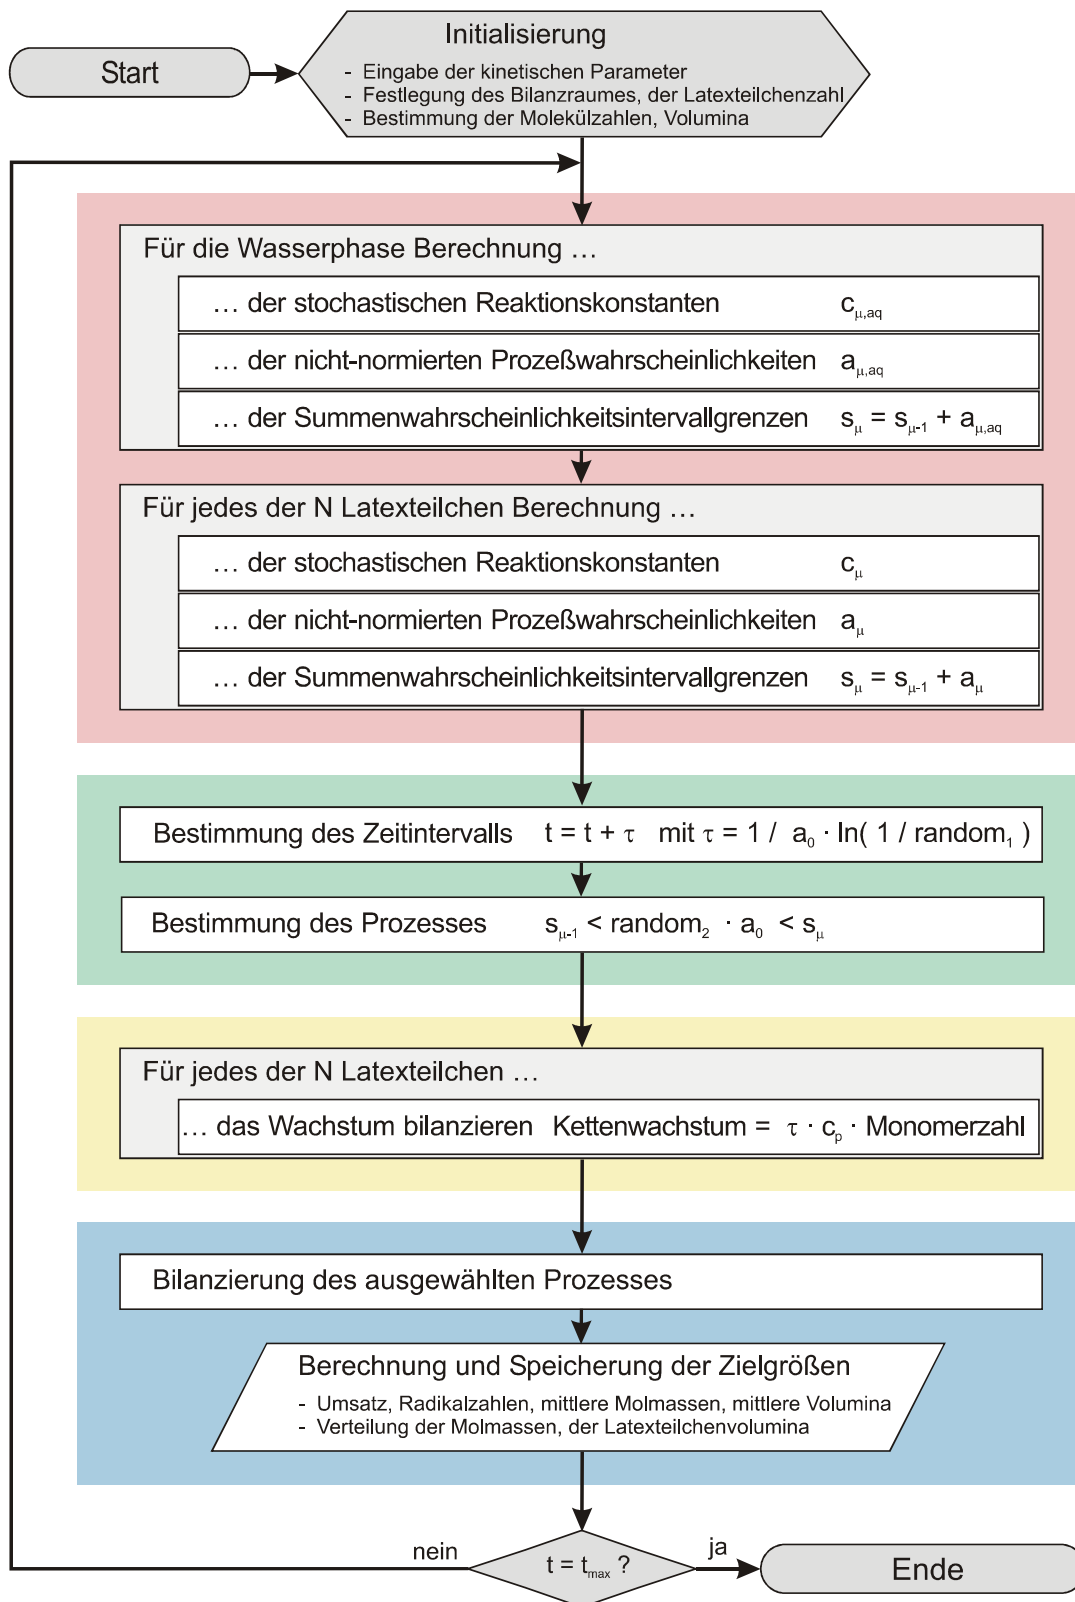 Start
Initialisierung
- Eingabe der kinetischen Parameter
- Festlegung des Bilanzraumes, der Latexteilchenzahl
- Bestimmung der Molekülzahlen, Volumina
Für die Wasserphase Berechnung …
… der stochastischen Reaktionskonstanten c_μ,aq
… der nicht-normierten Prozeßwahrscheinlichkeiten a_μ,aq
… der Summenwahrscheinlichkeitsintervallgrenzen s_μ = s_μ-1 + a_μ,aq
Für jedes der N Latexteilchen Berechnung …
… der stochastischen Reaktionskonstanten c_μ
… der nicht-normierten Prozeßwahrscheinlichkeiten a_μ
… der Summenwahrscheinlichkeitsintervallgrenzen s_μ = s_μ-1 + a_μ
Bestimmung des Zeitintervalls t = t + τ mit τ = 1 / a₀ · ln( 1 / random₁ )
Bestimmung des Prozesses s_μ-1 < random₂ · a₀ < s_μ
Für jedes der N Latexteilchen …
… das Wachstum bilanzieren Kettenwachstum = τ · c_p · Monomerzahl
Bilanzierung des ausgewählten Prozesses
Berechnung und Speicherung der Zielgrößen
- Umsatz, Radikalzahlen, mittlere Molmassen, mittlere Volumina
- Verteilung der Molmassen, der Latexteilchenvolumina
nein
t = t_max ?
ja
Ende